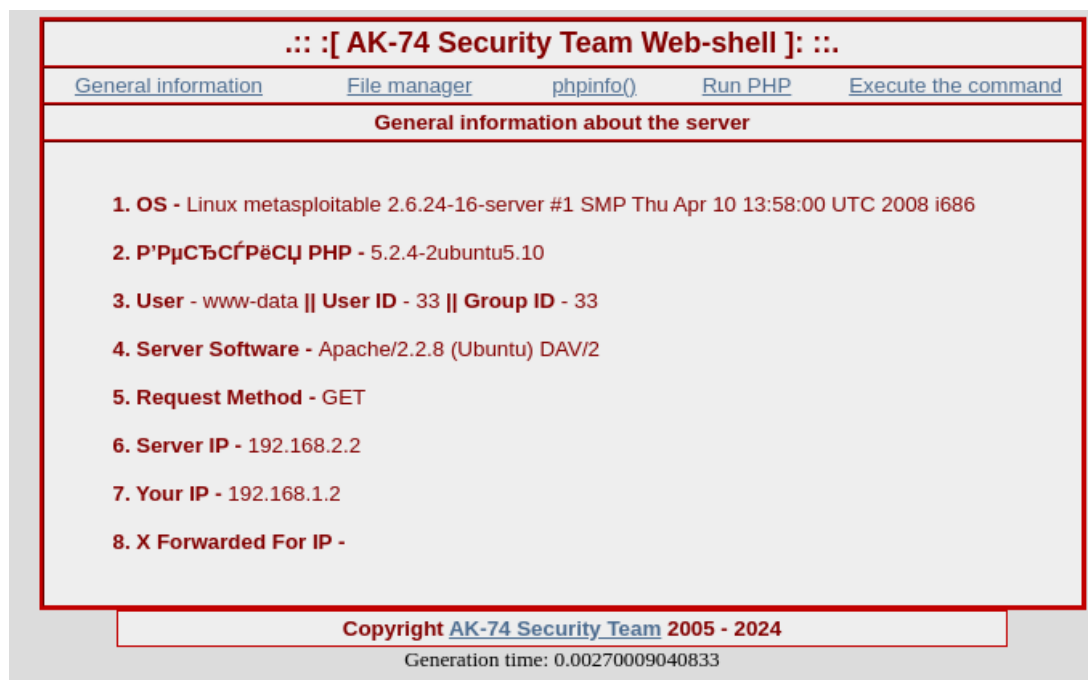 .:: :[ AK-74 Security Team Web-shell ]: ::.
General information File manager phpinfo() Run PHP Execute the command
General information about the server
1. OS - Linux metasploitable 2.6.24-16-server #1 SMP Thu Apr 10 13:58:00 UTC 2008 i686
2. Р’РµСЂСЃРёСЏ PHP - 5.2.4-2ubuntu5.10
3. User - www-data || User ID - 33 || Group ID - 33
4. Server Software - Apache/2.2.8 (Ubuntu) DAV/2
5. Request Method - GET
6. Server IP - 192.168.2.2
7. Your IP - 192.168.1.2
8. X Forwarded For IP -
Copyright AK-74 Security Team 2005 - 2024
Generation time: 0.00270009040833